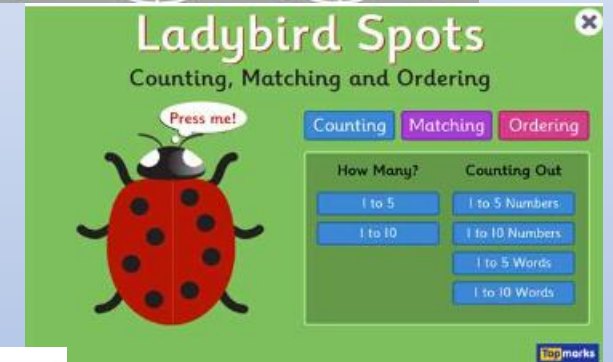 Ladybird Spots
Counting, Matching and Ordering
Press me!
Counting Matching Ordering
How Many? Counting Out
1 to 5 1 to 5 Numbers
1 to 10 1 to 10 Numbers
1 to 5 Words
1 to 10 Words
Topmarks